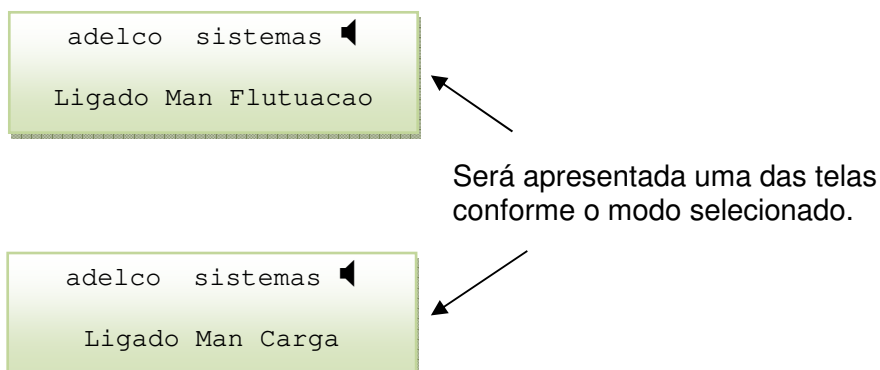 adelco sistemas
Ligado Man Flutuacao
Será apresentada uma das telas
conforme o modo selecionado.
adelco sistemas
Ligado Man Carga